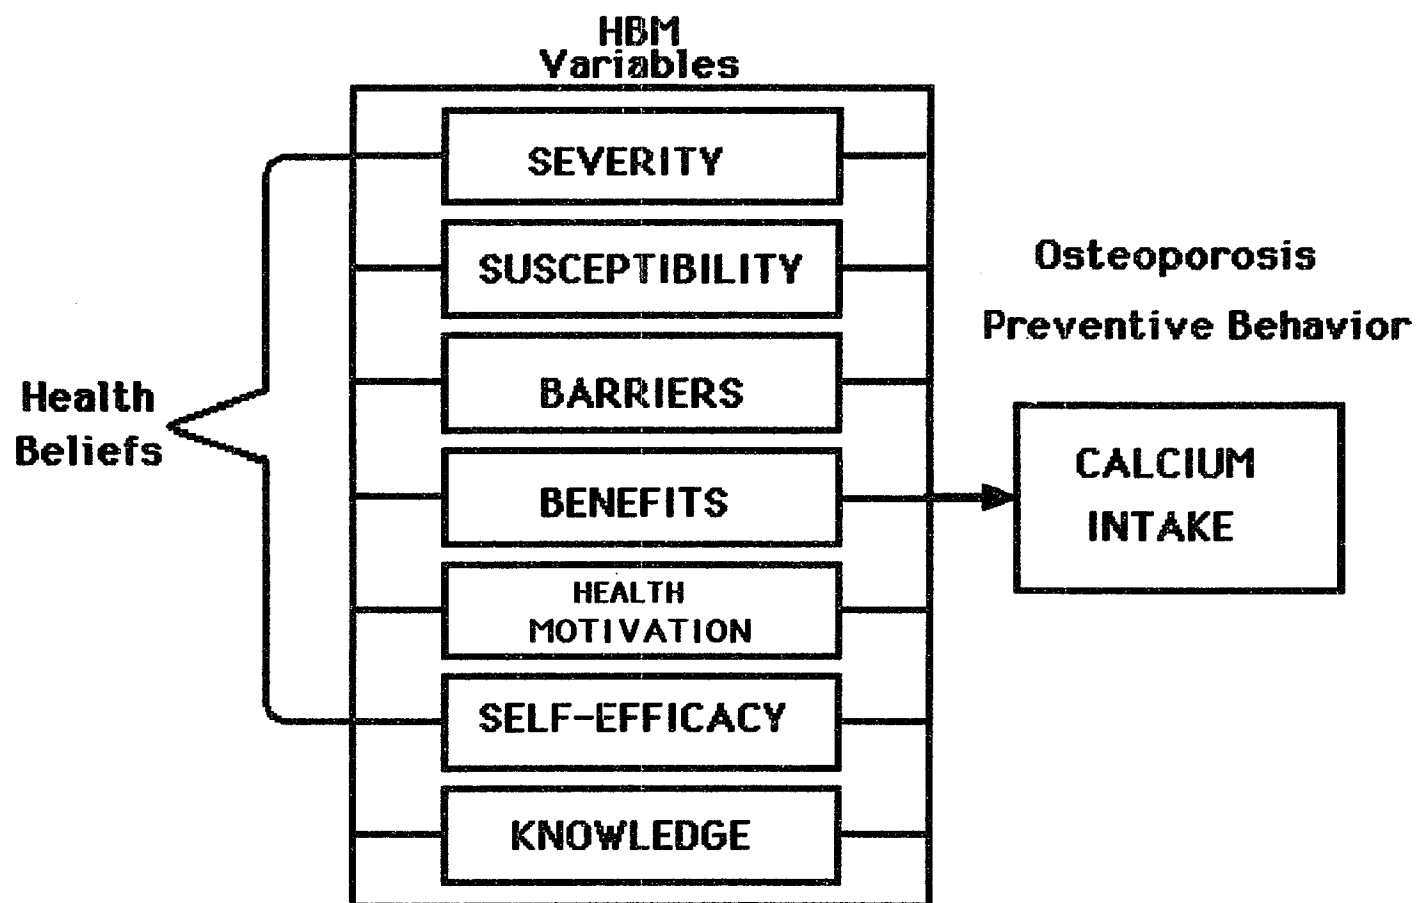 HBM
Variables
SEVERITY
SUSCEPTIBILITY
Osteoporosis
Preventive Behavior
BARRIERS
Health
Beliefs
CALCIUM
INTAKE
BENEFITS
HEALTH
MOTIVATION
SELF-EFFICACY
KNOWLEDGE